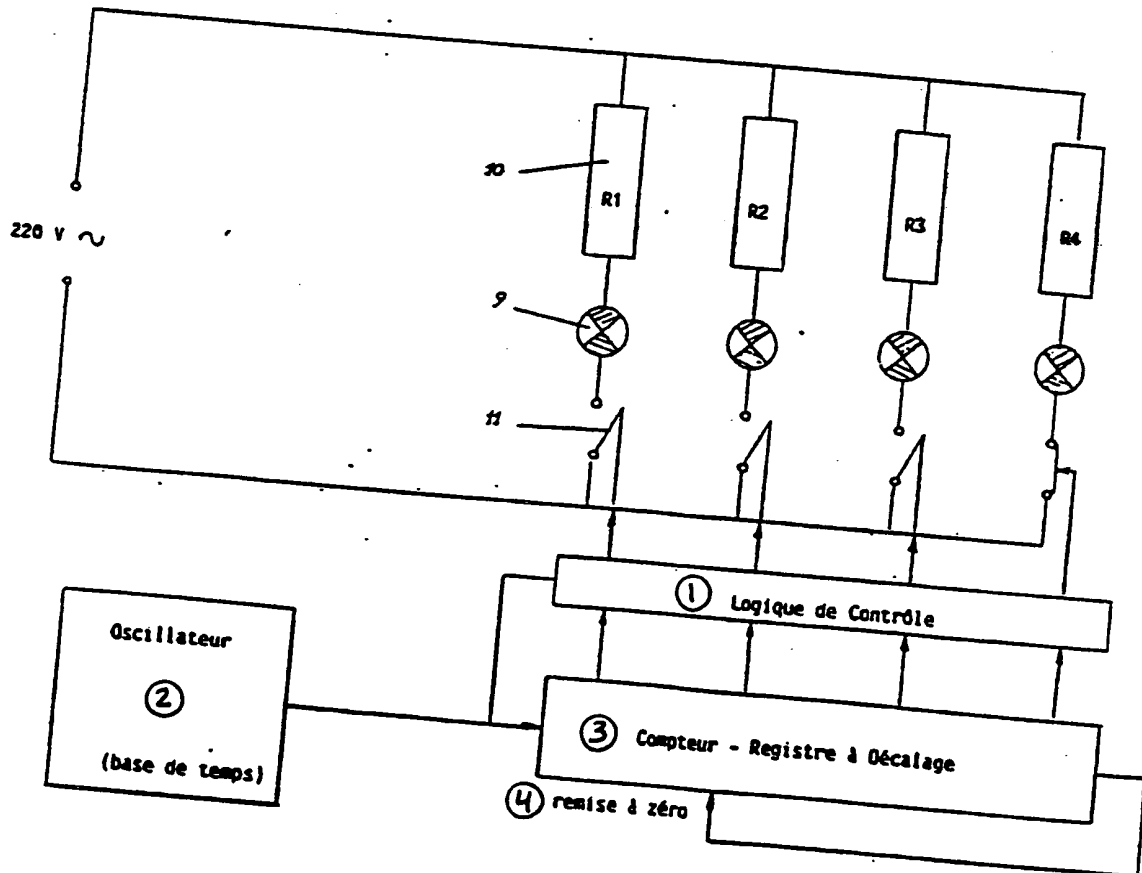 10
R1
R2
R3
R4
220 V ~
9
11
1 Logique de Contrôle
Oscillateur
2
(base de temps)
3 Compteur - Registre à Décalage
4 remise à zéro